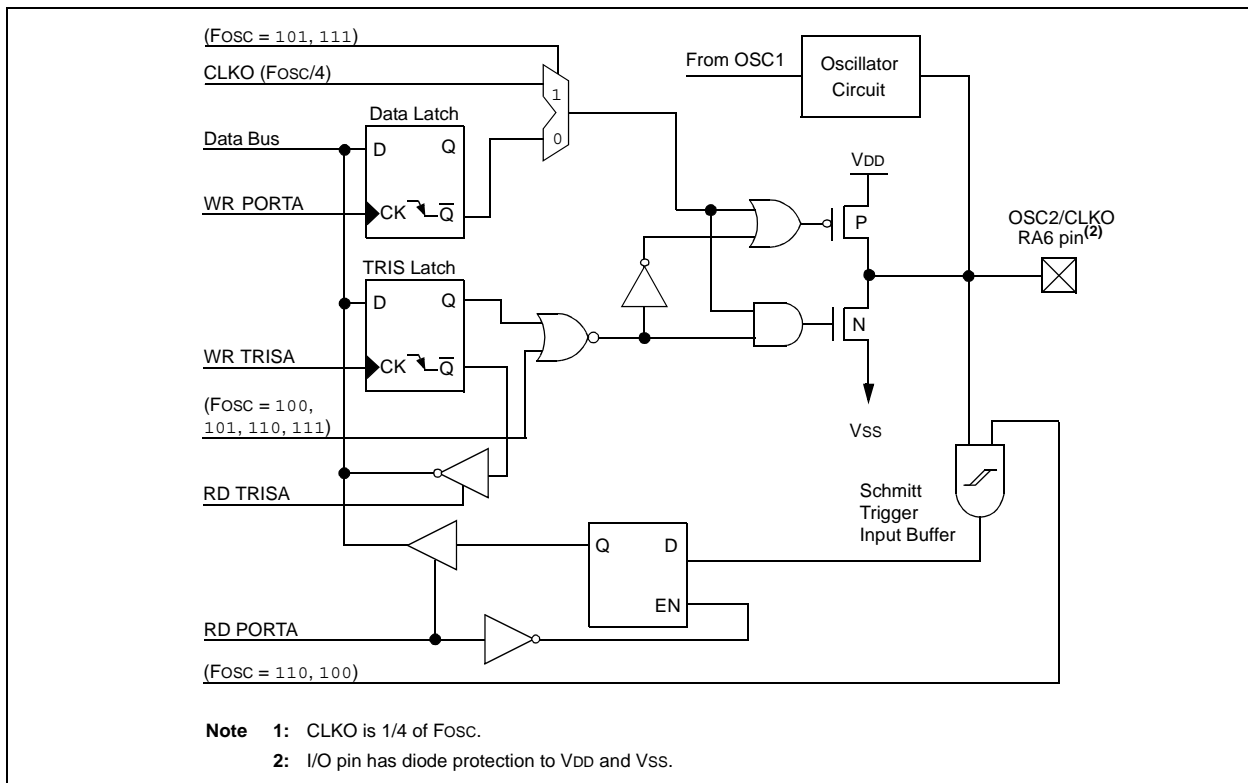 (FOSC = 101, 111)
CLKO (FOSC/4)
From OSC1
Oscillator
Circuit
1
0
Data Latch
Data Bus
D
Q
WR PORTA
CK
Q
VDD
P
OSC2/CLKO
RA6 pin(2)
TRIS Latch
D
Q
N
WR TRISA
CK
Q
(FOSC = 100,
101, 110, 111)
VSS
RD TRISA
Schmitt
Trigger
Input Buffer
Q
D
EN
RD PORTA
(FOSC = 110, 100)
Note 1: CLKO is 1/4 of FOSC.
2: I/O pin has diode protection to VDD and VSS.